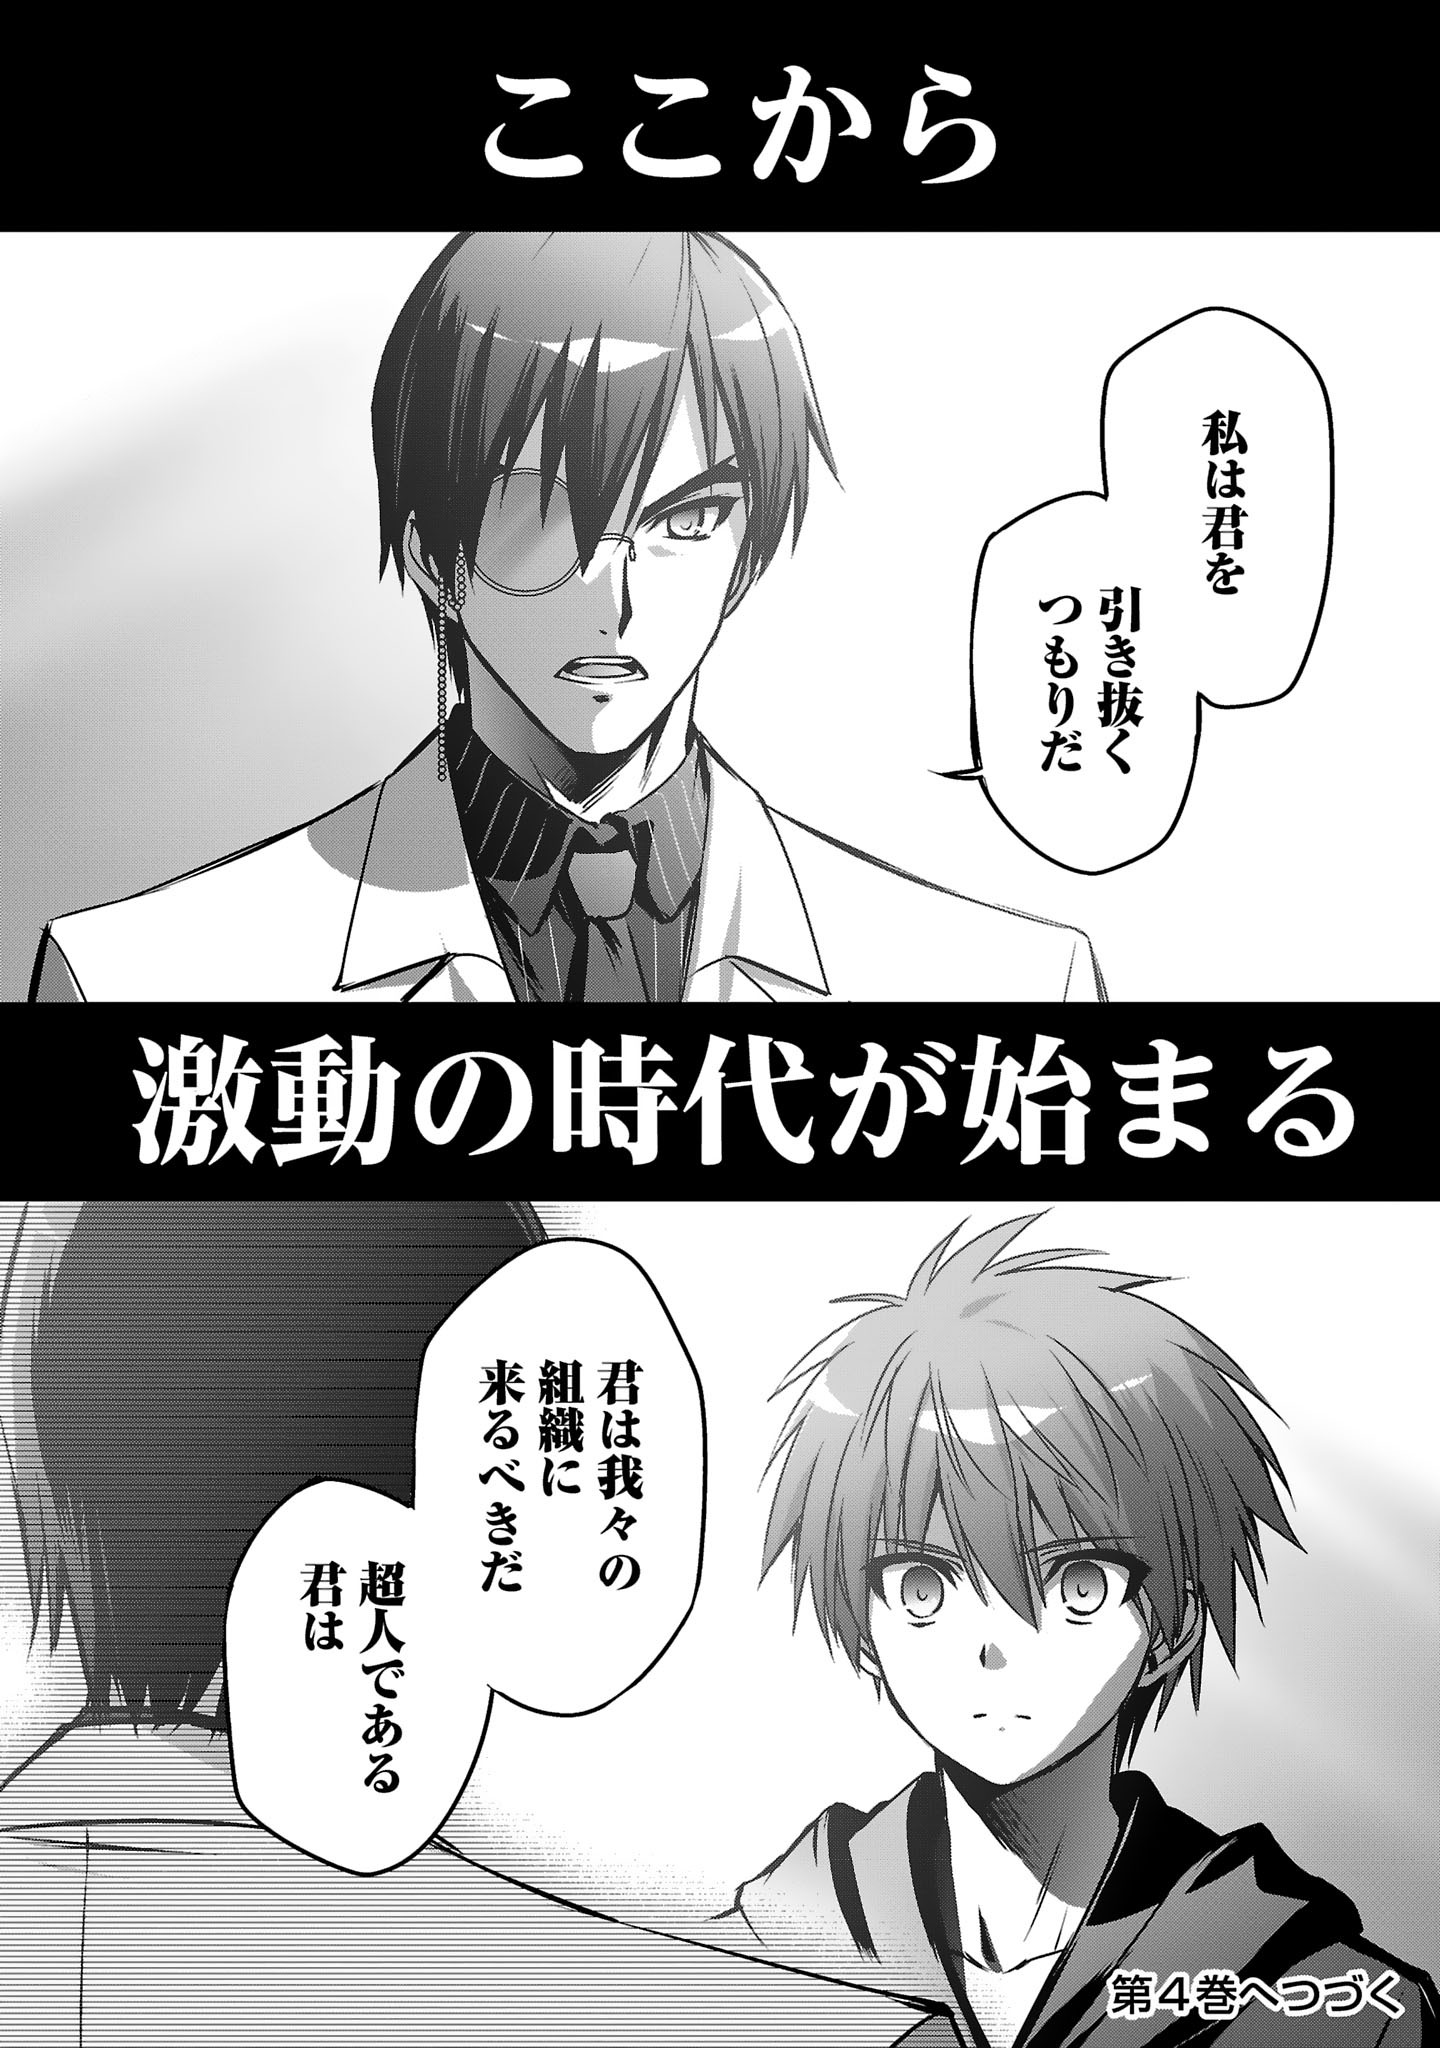 ここから
私は君を
引き抜く
つもりだ
激動の時代が始まる
君は我々の
組織に
来るべきだ
超人である
君は
第4巻へつづく